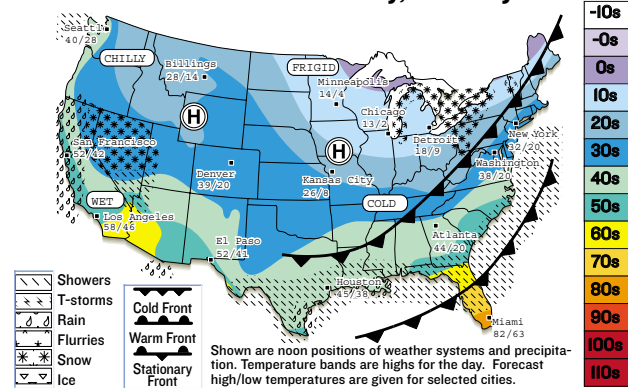 Seattle
40/28
CHILLY
Billings
28/14
FRIGID
Minneapolis
14/4
Chicago
13/2
Detroit
18/9
New York
32/20
Washington
38/20
San Francisco
52/42
H
H
Denver
39/20
Kansas City
26/8
COLD
WET
Los Angeles
58/46
El Paso
52/41
Atlanta
44/20
Houston
45/38
Miami
82/63
-10s
-0s
0s
10s
20s
30s
40s
50s
60s
70s
80s
90s
100s
110s
Showers
T-storms
Rain
Flurries
Snow
Ice
Cold Front
Warm Front
Stationary
Front
Shown are noon positions of weather systems and precipita-
tion. Temperature bands are highs for the day. Forecast
high/low temperatures are given for selected cities.